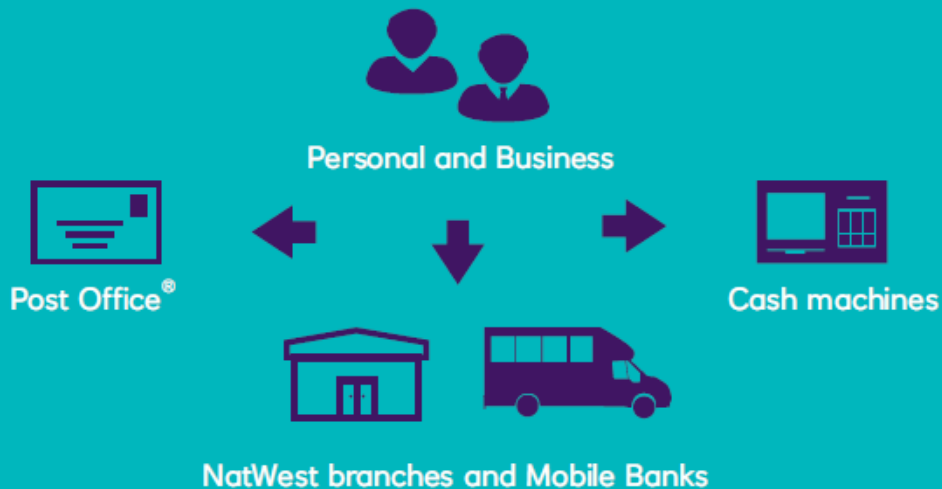 Personal and Business
Post Office®
Cash machines
NatWest branches and Mobile Banks